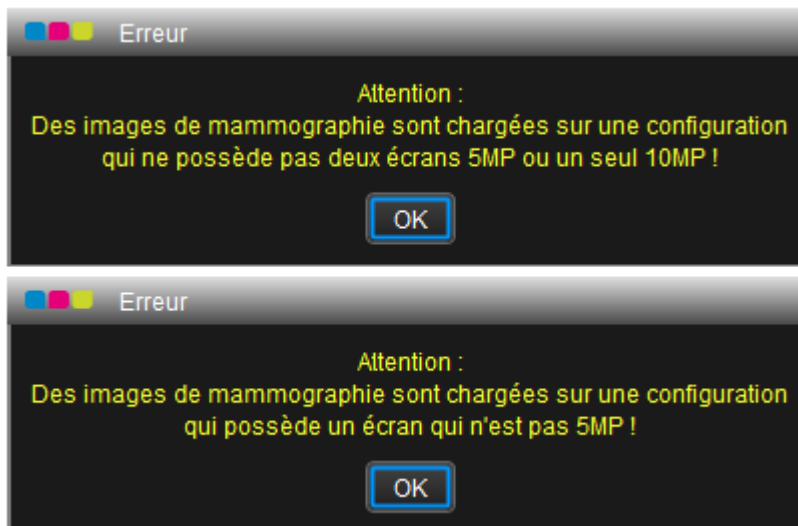 Erreur
Attention :
Des images de mammographie sont chargées sur une configuration
qui ne possède pas deux écrans 5MP ou un seul 10MP !
OK
Erreur
Attention :
Des images de mammographie sont chargées sur une configuration
qui possède un écran qui n'est pas 5MP !
OK